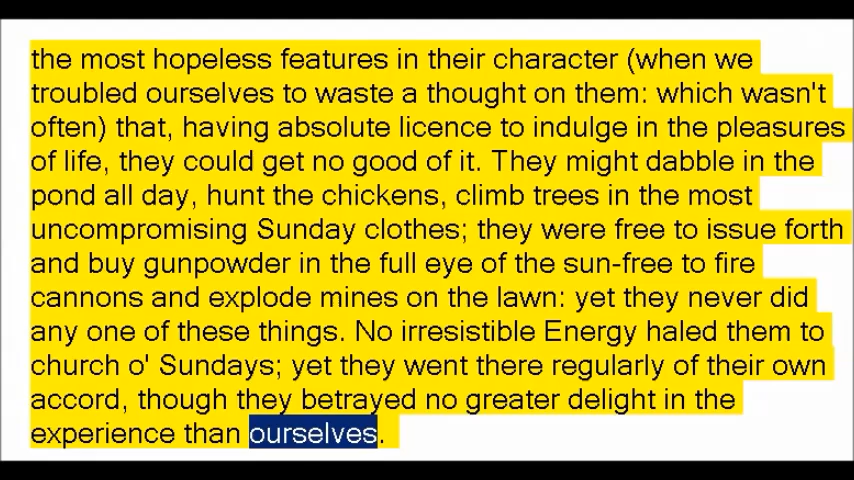 the most hopeless features in their character (when we
troubled ourselves to waste a thought on them: which wasn't
often) that, having absolute licence to indulge in the pleasures
of life, they could get no good of it. They might dabble in the
pond all day, hunt the chickens, climb trees in the most
uncompromising Sunday clothes; they were free to issue forth
and buy gunpowder in the full eye of the sun-free to fire
cannons and explode mines on the lawn: yet they never did
any one of these things. No irresistible Energy haled them to
church o' Sundays; yet they went there regularly of their own
accord, though they betrayed no greater delight in the
experience than ourselves.